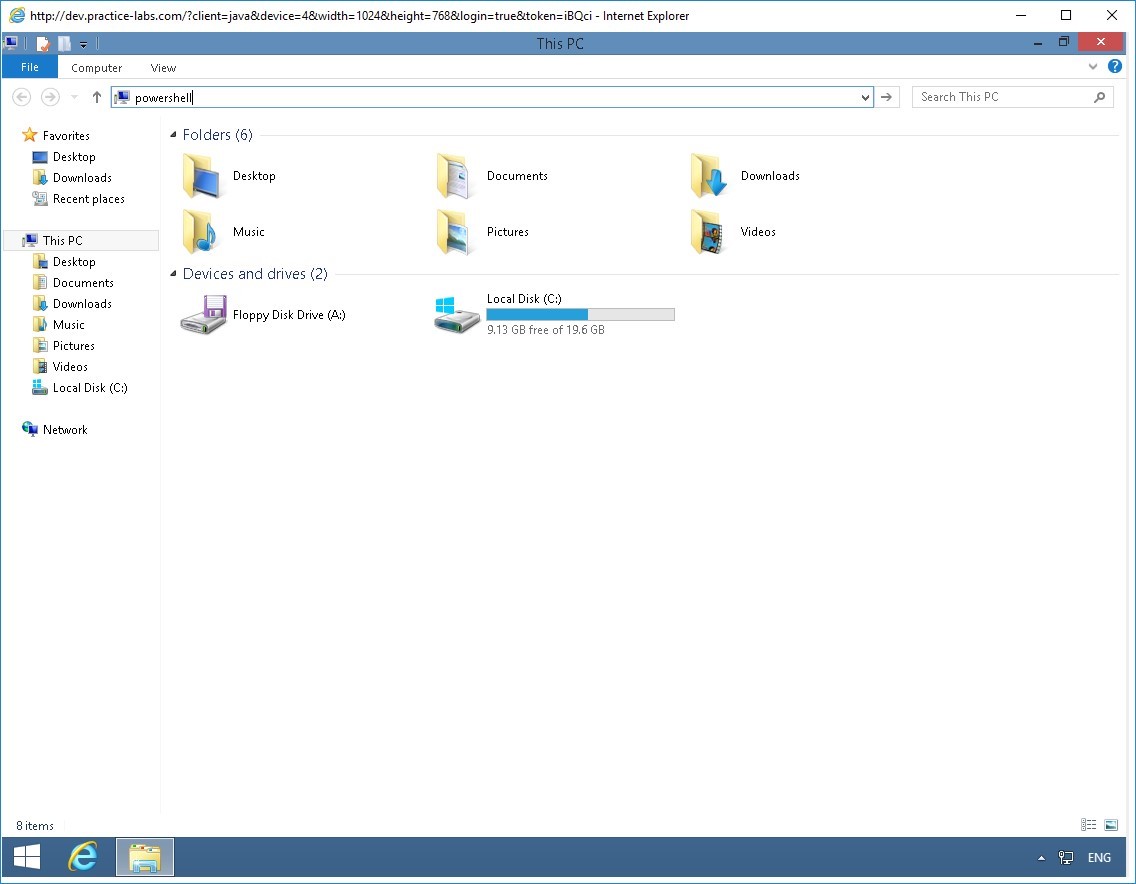 http://dev.practice-labs.com/?client=java&device=4&width=1024&height=768&login=true&token=iBQci - Internet Explorer
This PC
File Computer View
powershell
Search This PC
Favorites
Desktop
Downloads
Recent places
This PC
Desktop
Documents
Downloads
Music
Pictures
Videos
Local Disk (C:)
Network
Folders (6)
Desktop
Documents
Downloads
Music
Pictures
Videos
Devices and drives (2)
Floppy Disk Drive (A:)
Local Disk (C:)
9.13 GB free of 19.6 GB
8 items
ENG